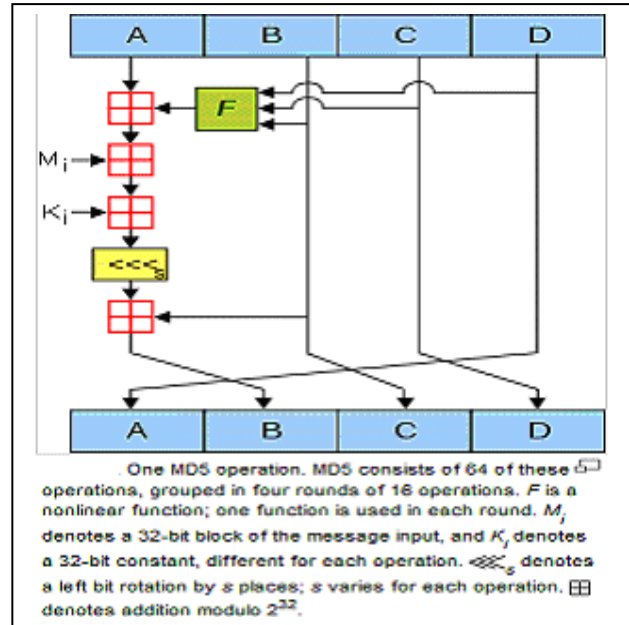 A B C D
F
Mᵢ
Kᵢ
<<<ₛ
A B C D
. One MD5 operation. MD5 consists of 64 of these
operations, grouped in four rounds of 16 operations. F is a
nonlinear function; one function is used in each round. Mᵢ
denotes a 32-bit block of the message input, and Kᵢ denotes
a 32-bit constant, different for each operation. <<<ₛ denotes
a left bit rotation by s places; s varies for each operation. ⊞
denotes addition modulo 2³².